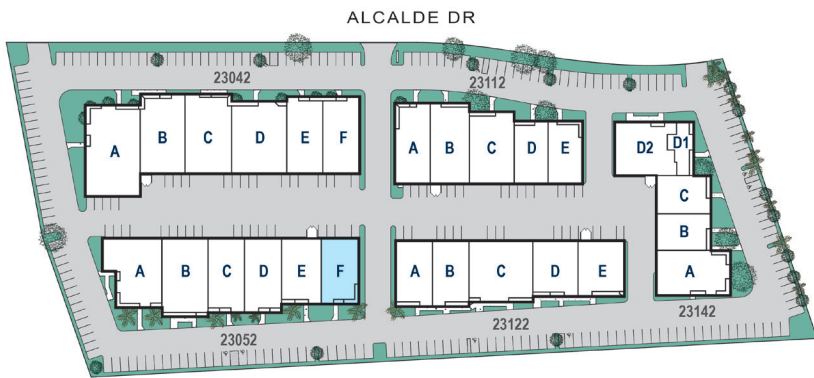 ALCALDE DR
23042
23112
A B C D E F
A B C D E
D2 D1
C
B
A
A B C D E F
A B C D E
23052
23122
23142